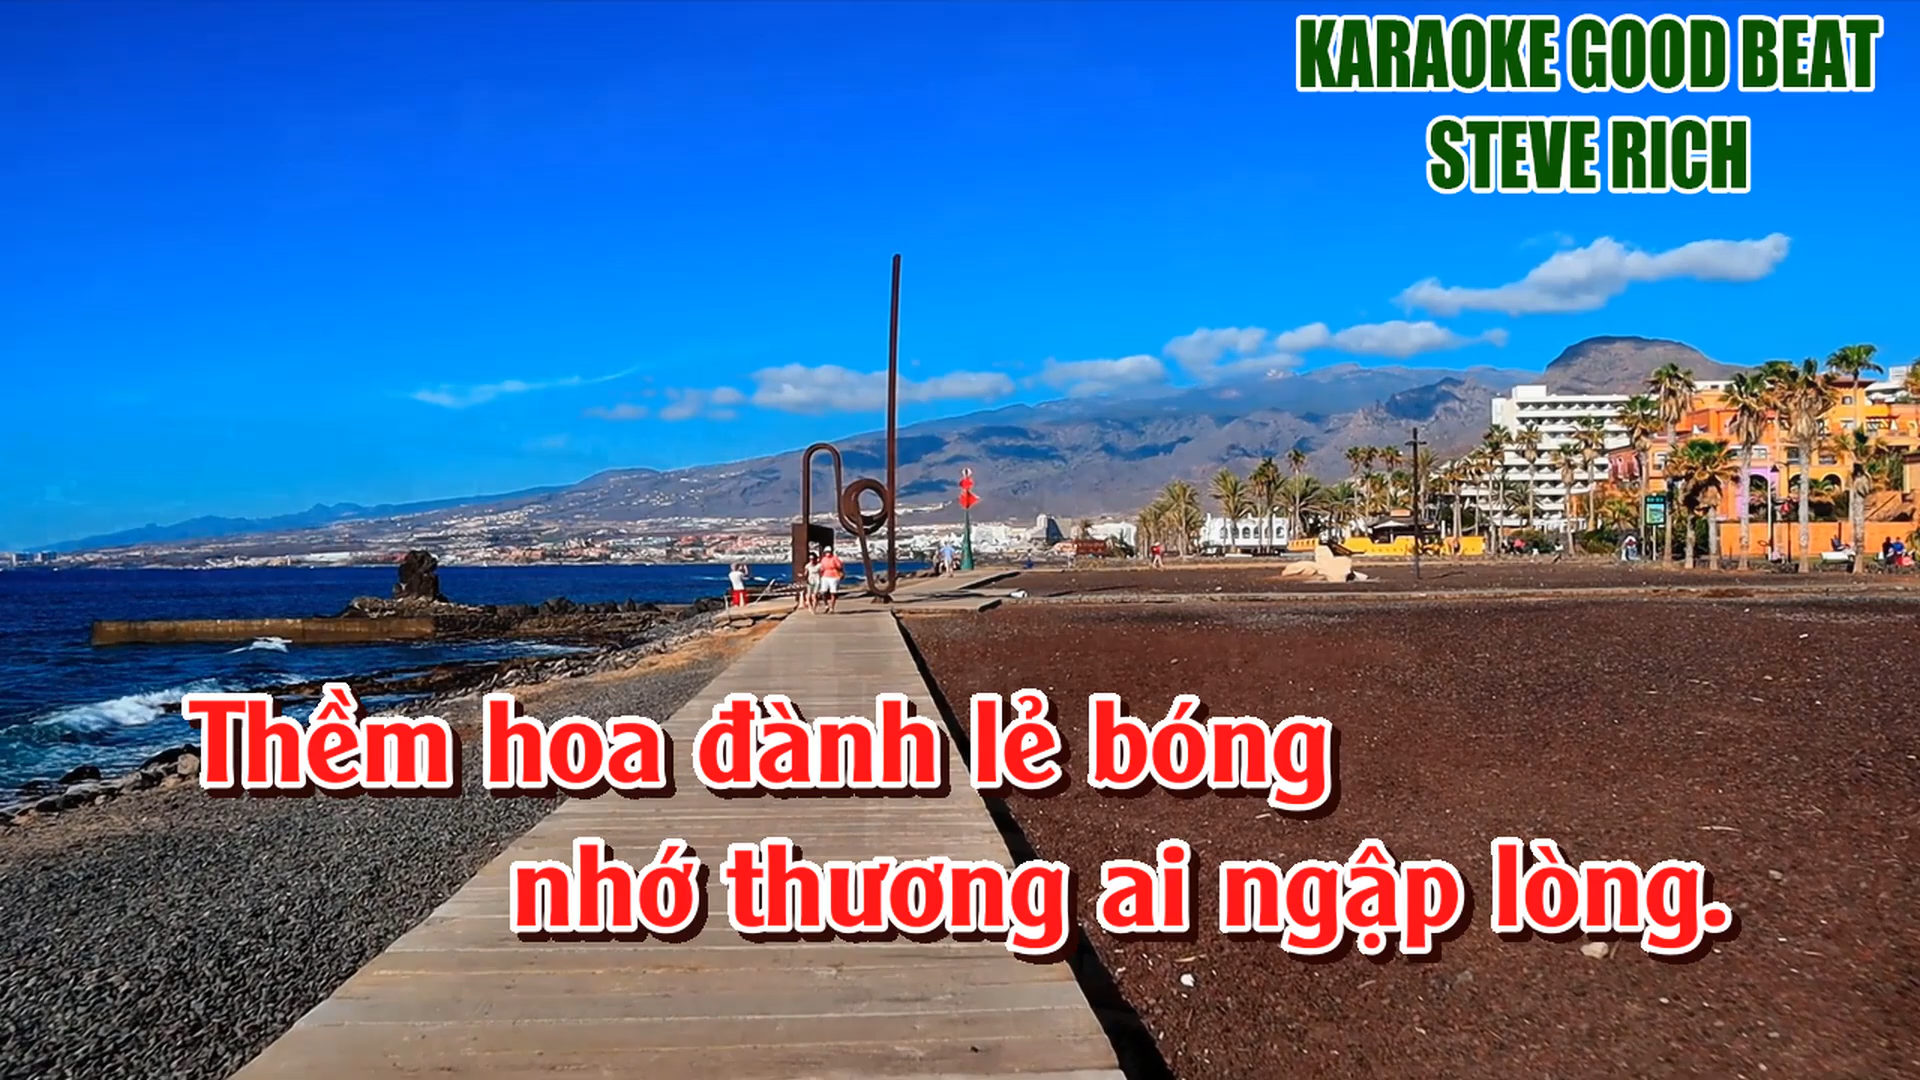 KARAOKE GOOD BEAT
STEVE RICH
Thềm hoa đành lẻ bóng
nhớ thương ai ngập lòng.